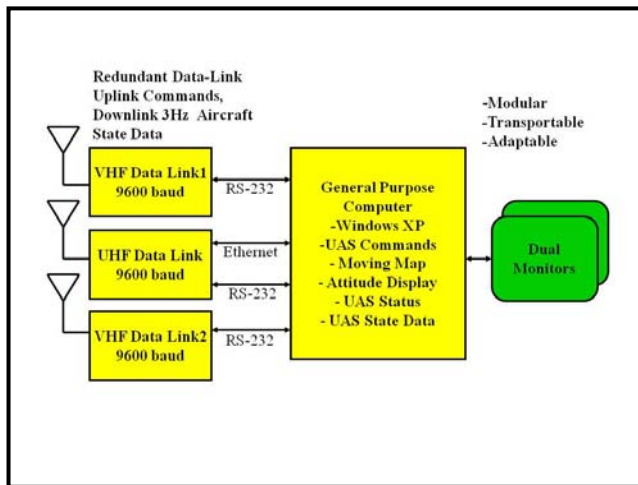 Redundant Data-Link
Uplink Commands,
Downlink 3Hz Aircraft
State Data
-Modular
-Transportable
-Adaptable
VHF Data Link1
9600 baud
RS-232
UHF Data Link
9600 baud
Ethernet
RS-232
VHF Data Link2
9600 baud
RS-232
General Purpose
Computer
-Windows XP
-UAS Commands
- Moving Map
- Attitude Display
- UAS Status
- UAS State Data
Dual
Monitors